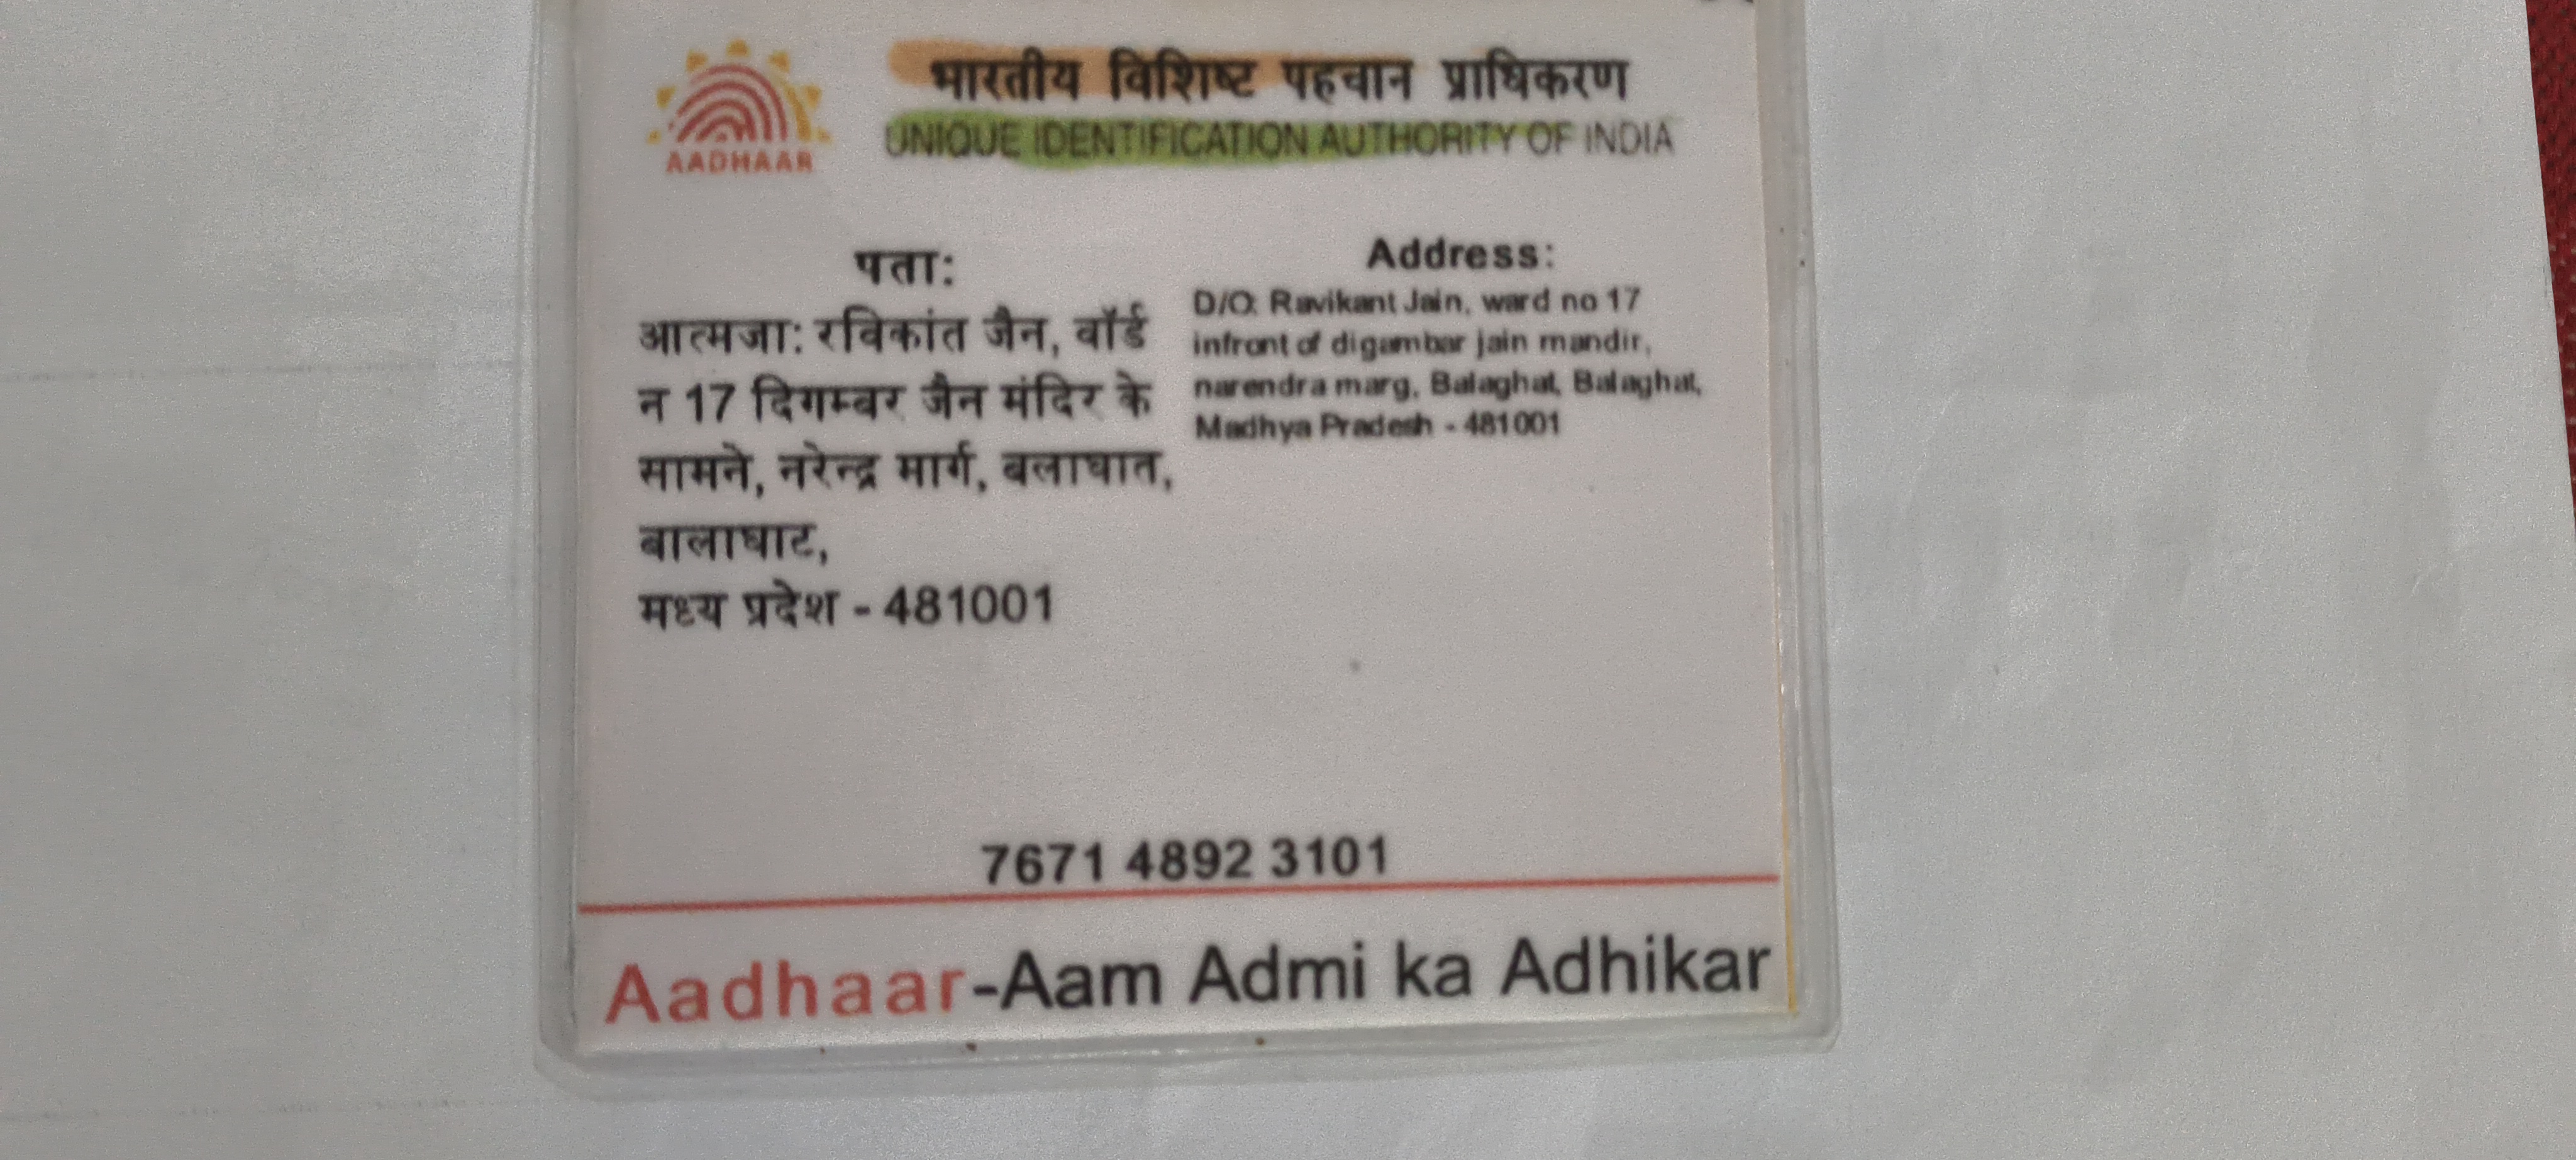 AADHAAR
भारतीय विशिष्ट पहचान प्राधिकरण
UNIQUE IDENTIFICATION AUTHORITY OF INDIA
पता:
आत्मजा: रविकांत जैन, वॉर्ड
न 17 दिगम्बर जैन मंदिर के
सामने, नरेन्द्र मार्ग, बलाघात,
बालाघाट,
मध्य प्रदेश - 481001
Address:
D/O: Ravikant Jain, ward no 17
infront of digambar jain mandir,
narendra marg, Balaghat, Balaghat,
Madhya Pradesh - 481001
7671 4892 3101
Aadhaar-Aam Admi ka Adhikar